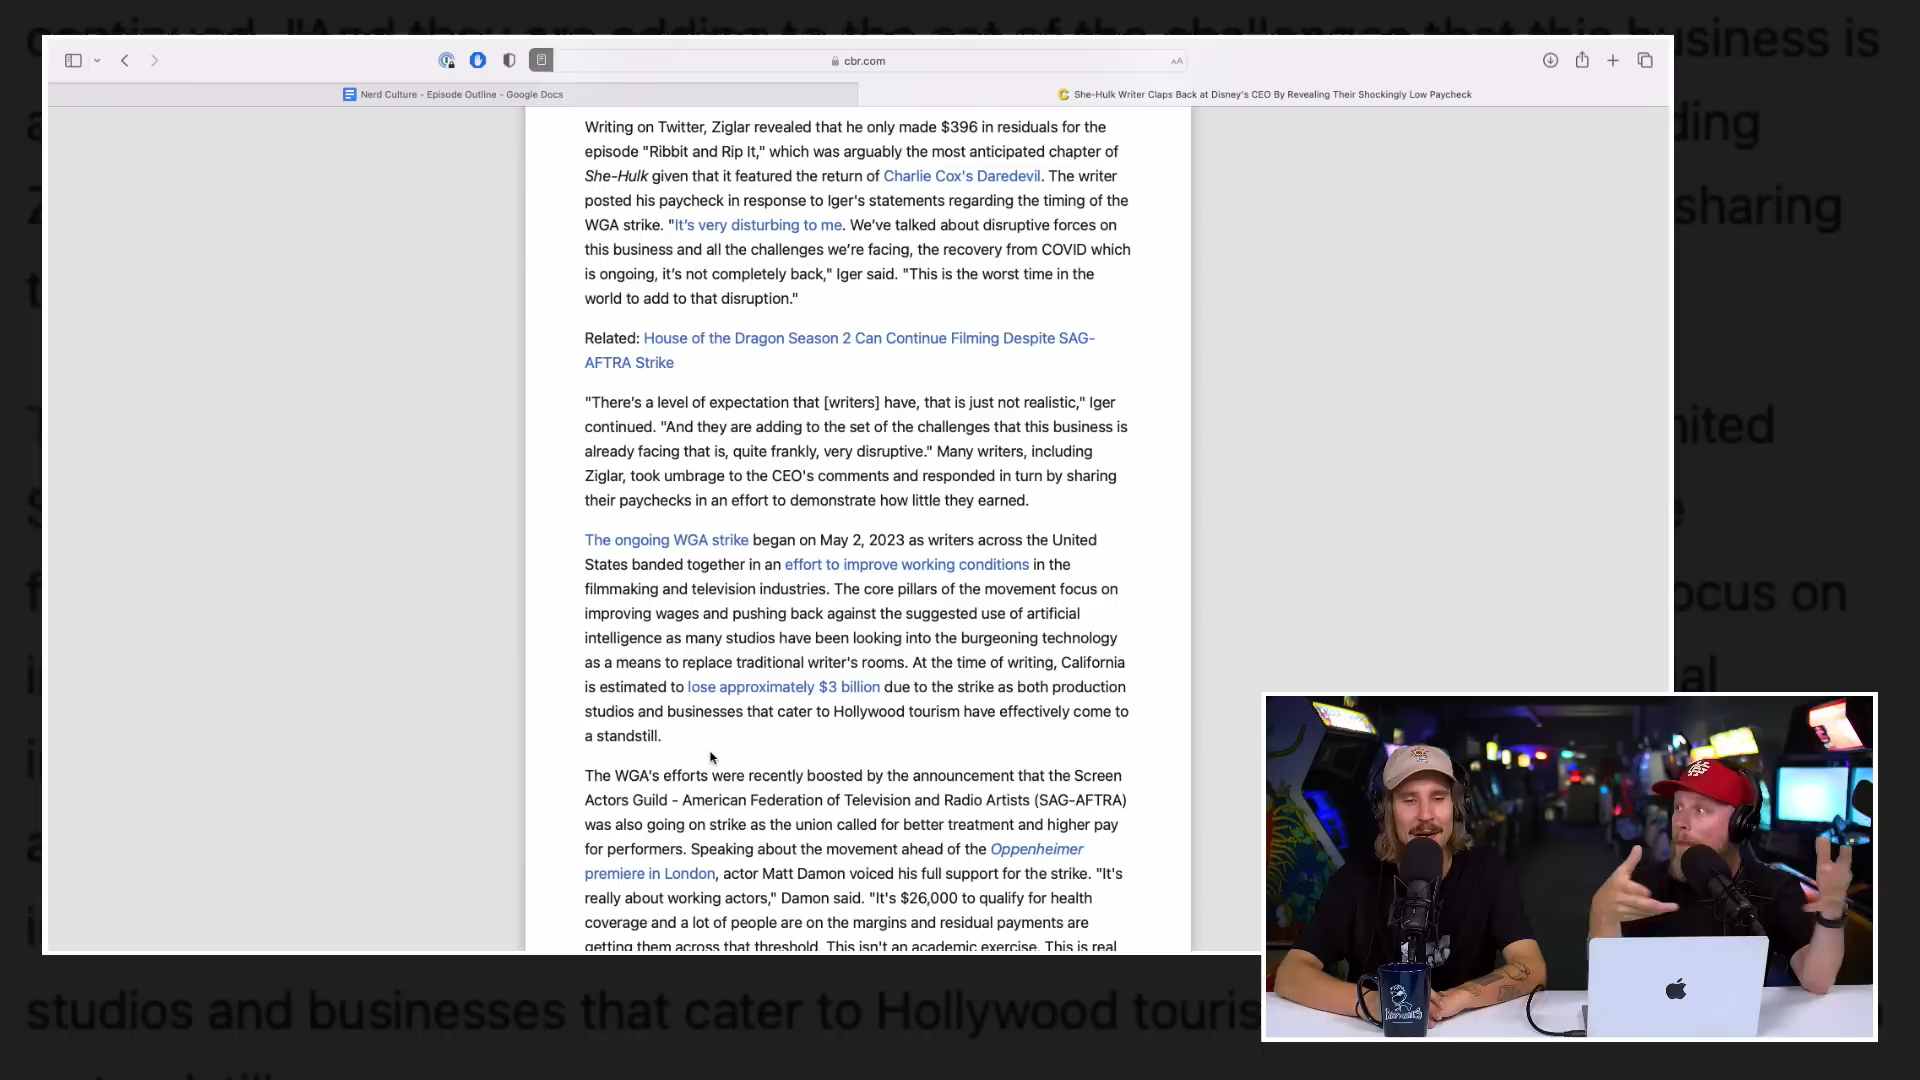 cbr.com
Nerd Culture - Episode Outline - Google Docs
She-Hulk Writer Claps Back at Disney's CEO By Revealing Their Shockingly Low Paycheck
Writing on Twitter, Ziglar revealed that he only made $396 in residuals for the
episode "Ribbit and Rip It," which was arguably the most anticipated chapter of
She-Hulk given that it featured the return of Charlie Cox's Daredevil. The writer
posted his paycheck in response to Iger's statements regarding the timing of the
WGA strike. "It's very disturbing to me. We've talked about disruptive forces on
this business and all the challenges we're facing, the recovery from COVID which
is ongoing, it's not completely back," Iger said. "This is the worst time in the
world to add to that disruption."
Related: House of the Dragon Season 2 Can Continue Filming Despite SAG-
AFTRA Strike
"There's a level of expectation that [writers] have, that is just not realistic," Iger
continued. "And they are adding to the set of the challenges that this business is
already facing that is, quite frankly, very disruptive." Many writers, including
Ziglar, took umbrage to the CEO's comments and responded in turn by sharing
their paychecks in an effort to demonstrate how little they earned.
The ongoing WGA strike began on May 2, 2023 as writers across the United
States banded together in an effort to improve working conditions in the
filmmaking and television industries. The core pillars of the movement focus on
improving wages and pushing back against the suggested use of artificial
intelligence as many studios have been looking into the burgeoning technology
as a means to replace traditional writer's rooms. At the time of writing, California
is estimated to lose approximately $3 billion due to the strike as both production
studios and businesses that cater to Hollywood tourism have effectively come to
a standstill.
The WGA's efforts were recently boosted by the announcement that the Screen
Actors Guild - American Federation of Television and Radio Artists (SAG-AFTRA)
was also going on strike as the union called for better treatment and higher pay
for performers. Speaking about the movement ahead of the Oppenheimer
premiere in London, actor Matt Damon voiced his full support for the strike. "It's
really about working actors," Damon said. "It's $26,000 to qualify for health
coverage and a lot of people are on the margins and residual payments are
getting them across that threshold. This isn't an academic exercise. This is real
studios and businesses that cater to Hollywood